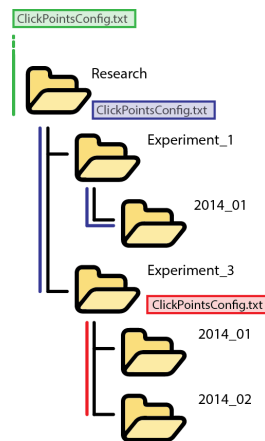 ClickPointsConfig.txt
Research
ClickPointsConfig.txt
Experiment_1
2014_01
Experiment_3
ClickPointsConfig.txt
2014_01
2014_02